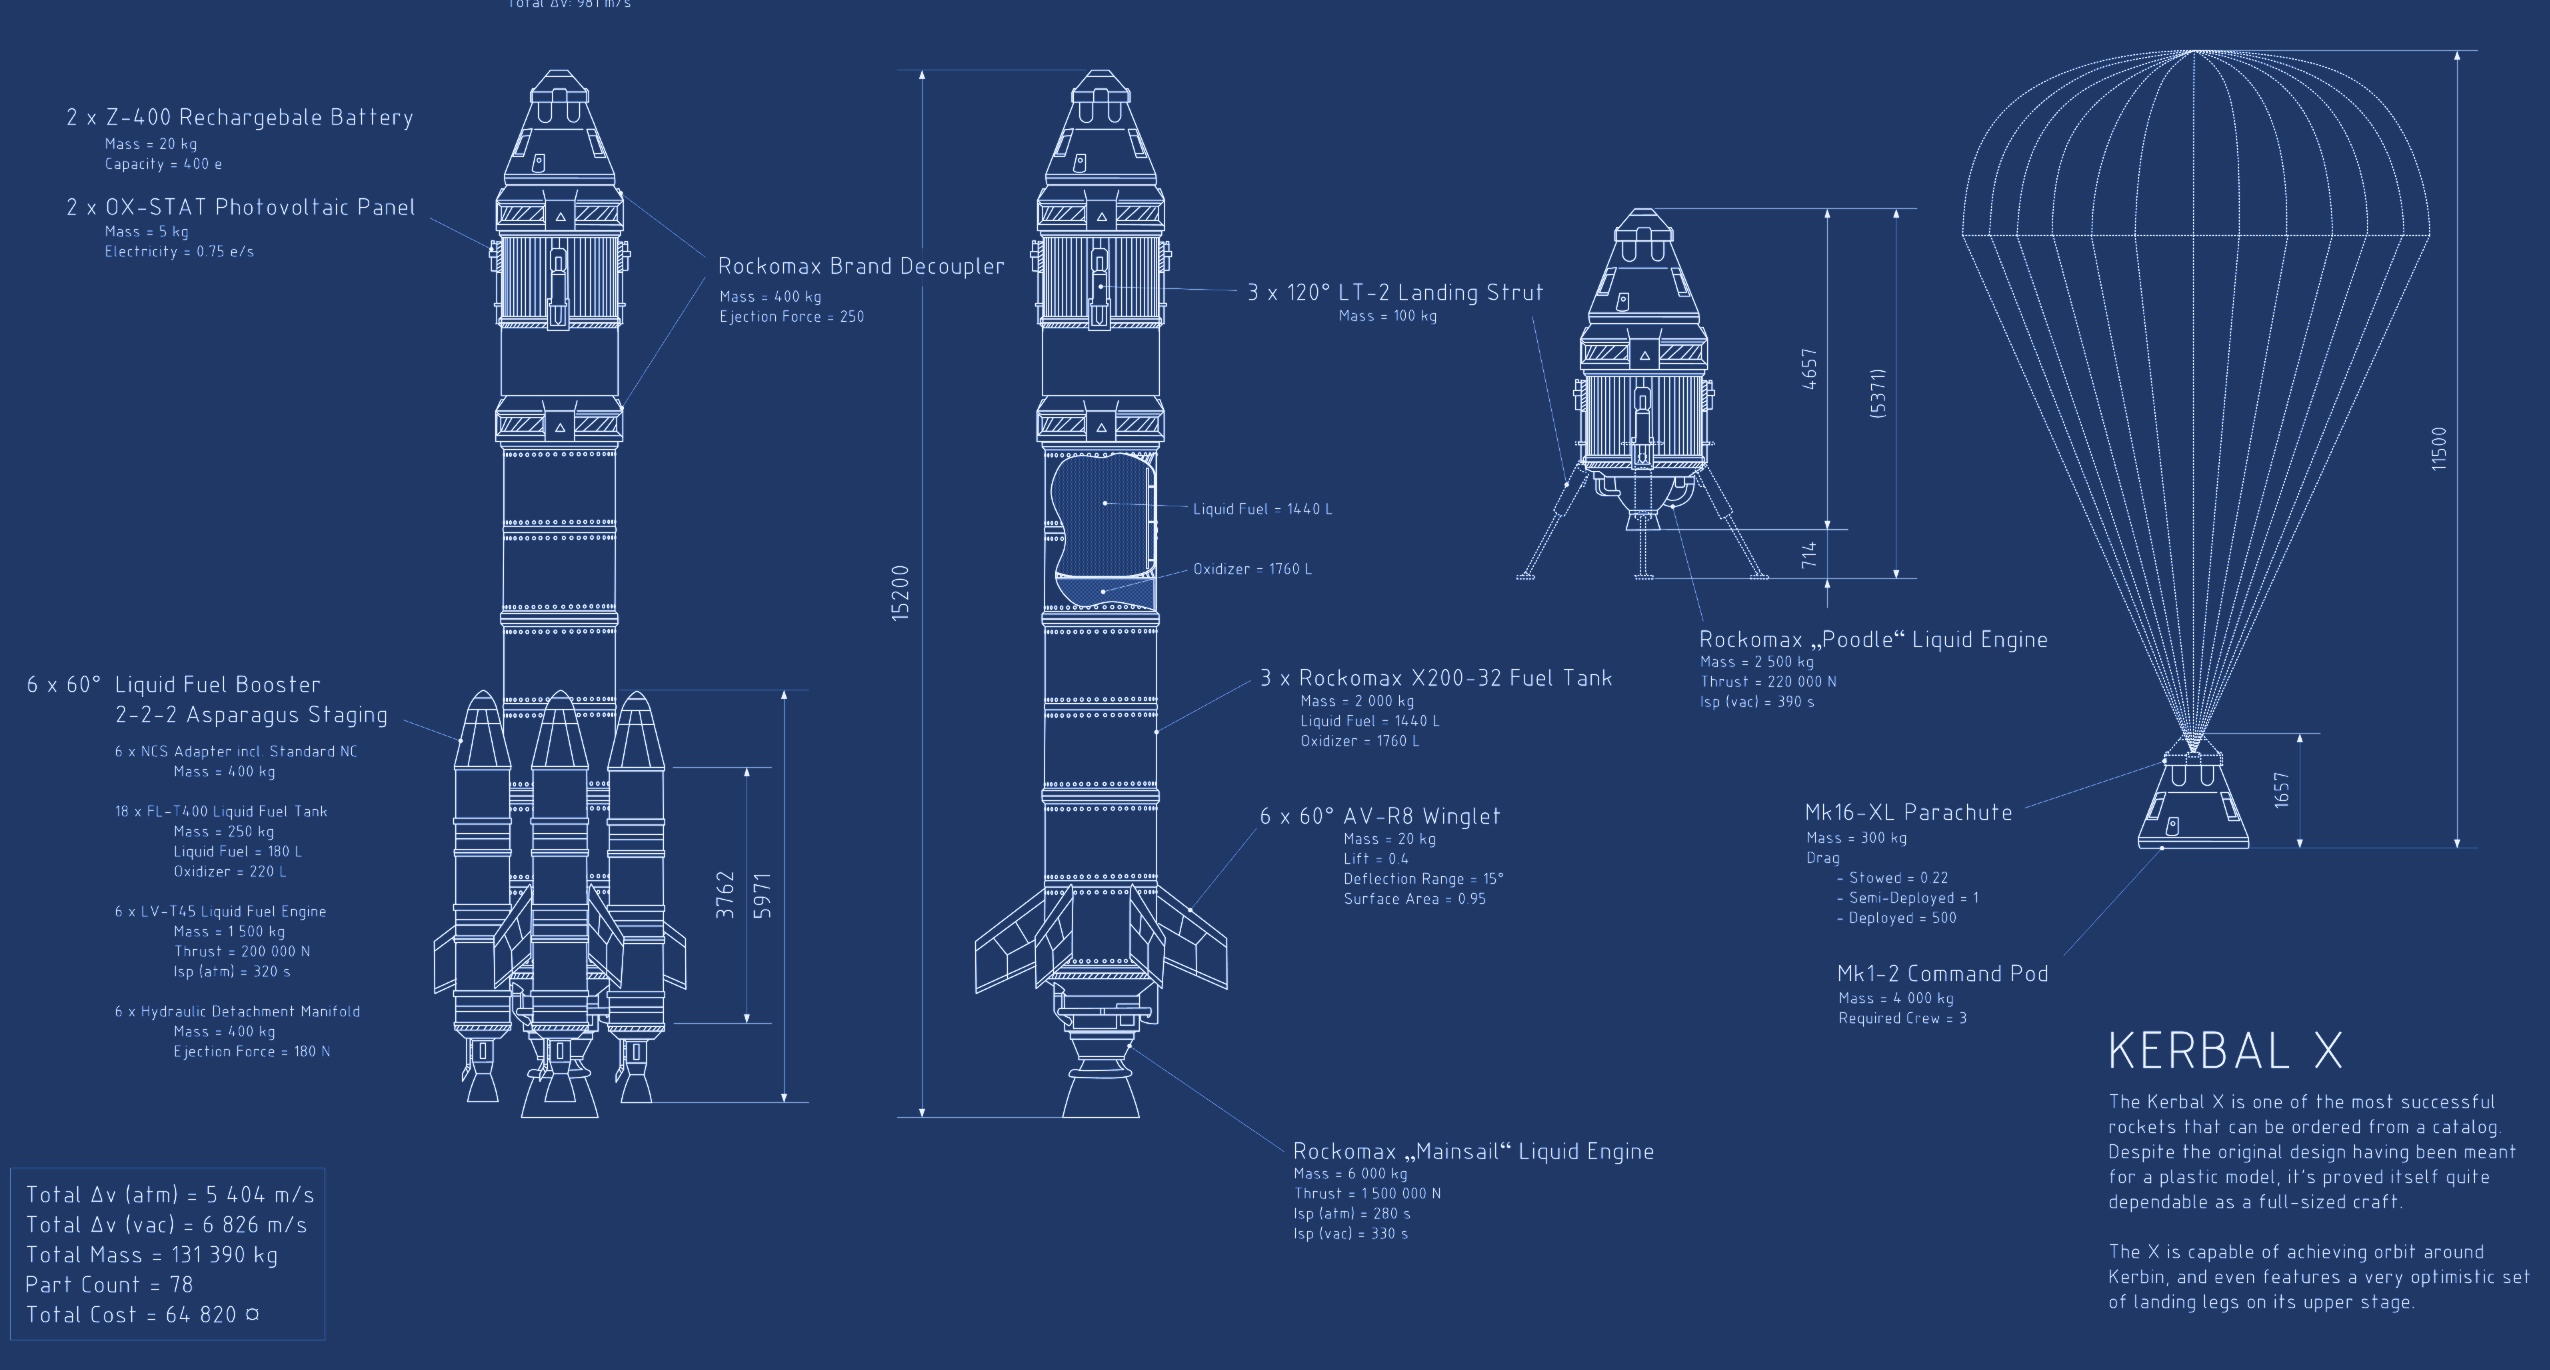 Total Δv: 981 m/s
2 x Z-400 Rechargebale Battery
Mass = 20 kg
Capacity = 400 e
2 x OX-STAT Photovoltaic Panel
Mass = 5 kg
Electricity = 0.75 e/s
Rockomax Brand Decoupler
Mass = 400 kg
Ejection Force = 250
6 x 60° Liquid Fuel Booster
2-2-2 Asparagus Staging
6 x NCS Adapter incl. Standard NC
Mass = 400 kg
18 x FL-T400 Liquid Fuel Tank
Mass = 250 kg
Liquid Fuel = 180 L
Oxidizer = 220 L
6 x LV-T45 Liquid Fuel Engine
Mass = 1 500 kg
Thrust = 200 000 N
Isp (atm) = 320 s
6 x Hydraulic Detachment Manifold
Mass = 400 kg
Ejection Force = 180 N
3762
5971
15200
3 x 120° LT-2 Landing Strut
Mass = 100 kg
Liquid Fuel = 1440 L
Oxidizer = 1760 L
3 x Rockomax X200-32 Fuel Tank
Mass = 2 000 kg
Liquid Fuel = 1440 L
Oxidizer = 1760 L
6 x 60° AV-R8 Winglet
Mass = 20 kg
Lift = 0.4
Deflection Range = 15°
Surface Area = 0.95
Rockomax „Mainsail“ Liquid Engine
Mass = 6 000 kg
Thrust = 1 500 000 N
Isp (atm) = 280 s
Isp (vac) = 330 s
4657
(5371)
714
Rockomax „Poodle“ Liquid Engine
Mass = 2 500 kg
Thrust = 220 000 N
Isp (vac) = 390 s
11500
1657
Mk16-XL Parachute
Mass = 300 kg
Drag
- Stowed = 0.22
- Semi-Deployed = 1
- Deployed = 500
Mk1-2 Command Pod
Mass = 4 000 kg
Required Crew = 3
Total Δv (atm) = 5 404 m/s
Total Δv (vac) = 6 826 m/s
Total Mass = 131 390 kg
Part Count = 78
Total Cost = 64 820 ¤
KERBAL X
The Kerbal X is one of the most successful
rockets that can be ordered from a catalog.
Despite the original design having been meant
for a plastic model, it's proved itself quite
dependable as a full-sized craft.
The X is capable of achieving orbit around
Kerbin, and even features a very optimistic set
of landing legs on its upper stage.